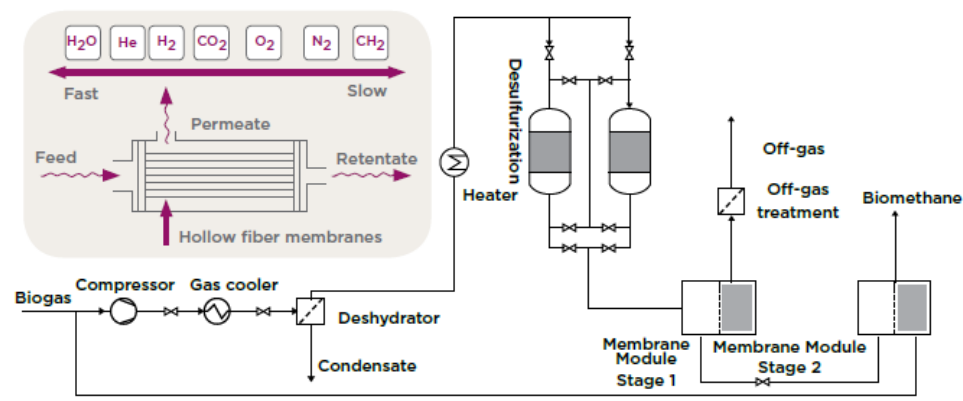 H2O He H2 CO2 O2 N2 CH2
Fast Slow
Permeate
Feed Retentate
Hollow fiber membranes
Desulfurization
Heater
Off-gas
Off-gas
treatment
Biomethane
Biogas
Compressor
Gas cooler
Deshydrator
Condensate
Membrane
Module
Stage 1
Membrane Module
Stage 2